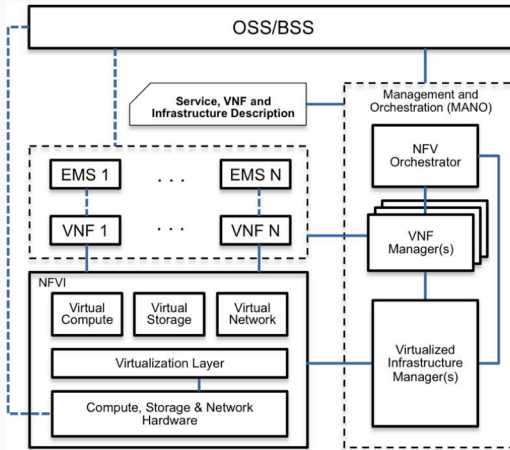 OSS/BSS
Service, VNF and
Infrastructure Description
Management and
Orchestration (MANO)
NFV
Orchestrator
EMS 1
. . .
EMS N
VNF 1
. . .
VNF N
VNF
Manager(s)
NFVI
Virtual
Compute
Virtual
Storage
Virtual
Network
Virtualization Layer
Compute, Storage & Network
Hardware
Virtualized
Infrastructure
Manager(s)